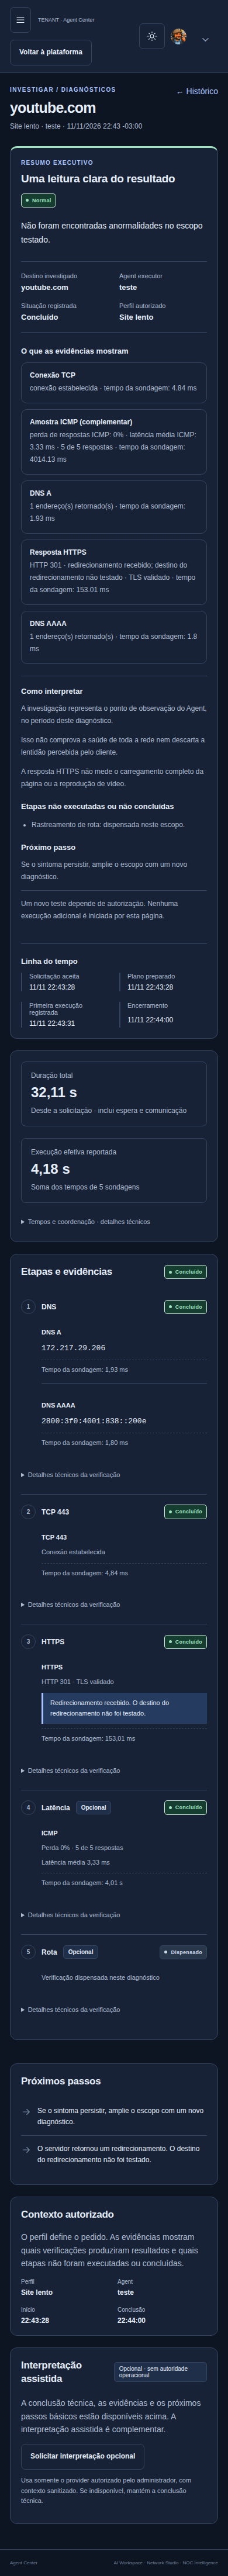 TENANT · Agent Center
Voltar à plataforma
INVESTIGAR / DIAGNÓSTICOS
← Histórico
youtube.com
Site lento · teste · 11/11/2026 22:43 -03:00
RESUMO EXECUTIVO
Uma leitura clara do resultado
Normal
Não foram encontradas anormalidades no escopo
testado.
Destino investigado
youtube.com
Agent executor
teste
Situação registrada
Concluído
Perfil autorizado
Site lento
O que as evidências mostram
Conexão TCP
conexão estabelecida · tempo da sondagem: 4.84 ms
Amostra ICMP (complementar)
perda de respostas ICMP: 0% · latência média ICMP:
3.33 ms · 5 de 5 respostas · tempo da sondagem:
4014.13 ms
DNS A
1 endereço(s) retornado(s) · tempo da sondagem:
1.93 ms
Resposta HTTPS
HTTP 301 · redirecionamento recebido; destino do
redirecionamento não testado · TLS validado · tempo
da sondagem: 153.01 ms
DNS AAAA
1 endereço(s) retornado(s) · tempo da sondagem: 1.8
ms
Como interpretar
A investigação representa o ponto de observação do Agent,
no período deste diagnóstico.
Isso não comprova a saúde de toda a rede nem descarta a
lentidão percebida pelo cliente.
A resposta HTTPS não mede o carregamento completo da
página ou a reprodução de vídeo.
Etapas não executadas ou não concluídas
• Rastreamento de rota: dispensada neste escopo.
Próximo passo
Se o sintoma persistir, amplie o escopo com um novo
diagnóstico.
Um novo teste depende de autorização. Nenhuma
execução adicional é iniciada por esta página.
Linha do tempo
Solicitação aceita
11/11 22:43:28
Plano preparado
11/11 22:43:28
Primeira execução
registrada
11/11 22:43:31
Encerramento
11/11 22:44:00
Duração total
32,11 s
Desde a solicitação · inclui espera e comunicação
Execução efetiva reportada
4,18 s
Soma dos tempos de 5 sondagens
▶ Tempos e coordenação · detalhes técnicos
Etapas e evidências
Concluído
1 DNS
Concluído
DNS A
172.217.29.206
Tempo da sondagem: 1,93 ms
DNS AAAA
2800:3f0:4001:838::200e
Tempo da sondagem: 1,80 ms
▶ Detalhes técnicos da verificação
2 TCP 443
Concluído
TCP 443
Conexão estabelecida
Tempo da sondagem: 4,84 ms
▶ Detalhes técnicos da verificação
3 HTTPS
Concluído
HTTPS
HTTP 301 · TLS validado
Redirecionamento recebido. O destino do
redirecionamento não foi testado.
Tempo da sondagem: 153,01 ms
▶ Detalhes técnicos da verificação
4 Latência Opcional
Concluído
ICMP
Perda 0% · 5 de 5 respostas
Latência média 3,33 ms
Tempo da sondagem: 4,01 s
▶ Detalhes técnicos da verificação
5 Rota Opcional
Dispensado
Verificação dispensada neste diagnóstico
▶ Detalhes técnicos da verificação
Próximos passos
→ Se o sintoma persistir, amplie o escopo com um novo
diagnóstico.
→ O servidor retornou um redirecionamento. O destino
do redirecionamento não foi testado.
Contexto autorizado
O perfil define o pedido. As evidências mostram
quais verificações produziram resultados e quais
etapas não foram executadas ou concluídas.
Perfil
Site lento
Agent
teste
Início
22:43:28
Conclusão
22:44:00
Interpretação
assistida
Opcional · sem autoridade
operacional
A conclusão técnica, as evidências e os próximos
passos básicos estão disponíveis acima. A
interpretação assistida é complementar.
Solicitar interpretação opcional
Usa somente o provedor autorizado pelo administrador, com
contexto sanitizado. Se indisponível, mantém a conclusão
técnica.
Agent Center
AI Workspace · Network Studio · NOC Intelligence